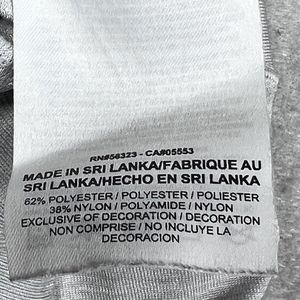 RN#56323 - CA#05553
MADE IN SRI LANKA/FABRIQUE AU
SRI LANKA/HECHO EN SRI LANKA
62% POLYESTER / POLYESTER / POLIESTER
38% NYLON / POLYAMIDE / NYLON
EXCLUSIVE OF DECORATION / DECORATION
NON COMPRISE / NO INCLUYE LA
DECORACION